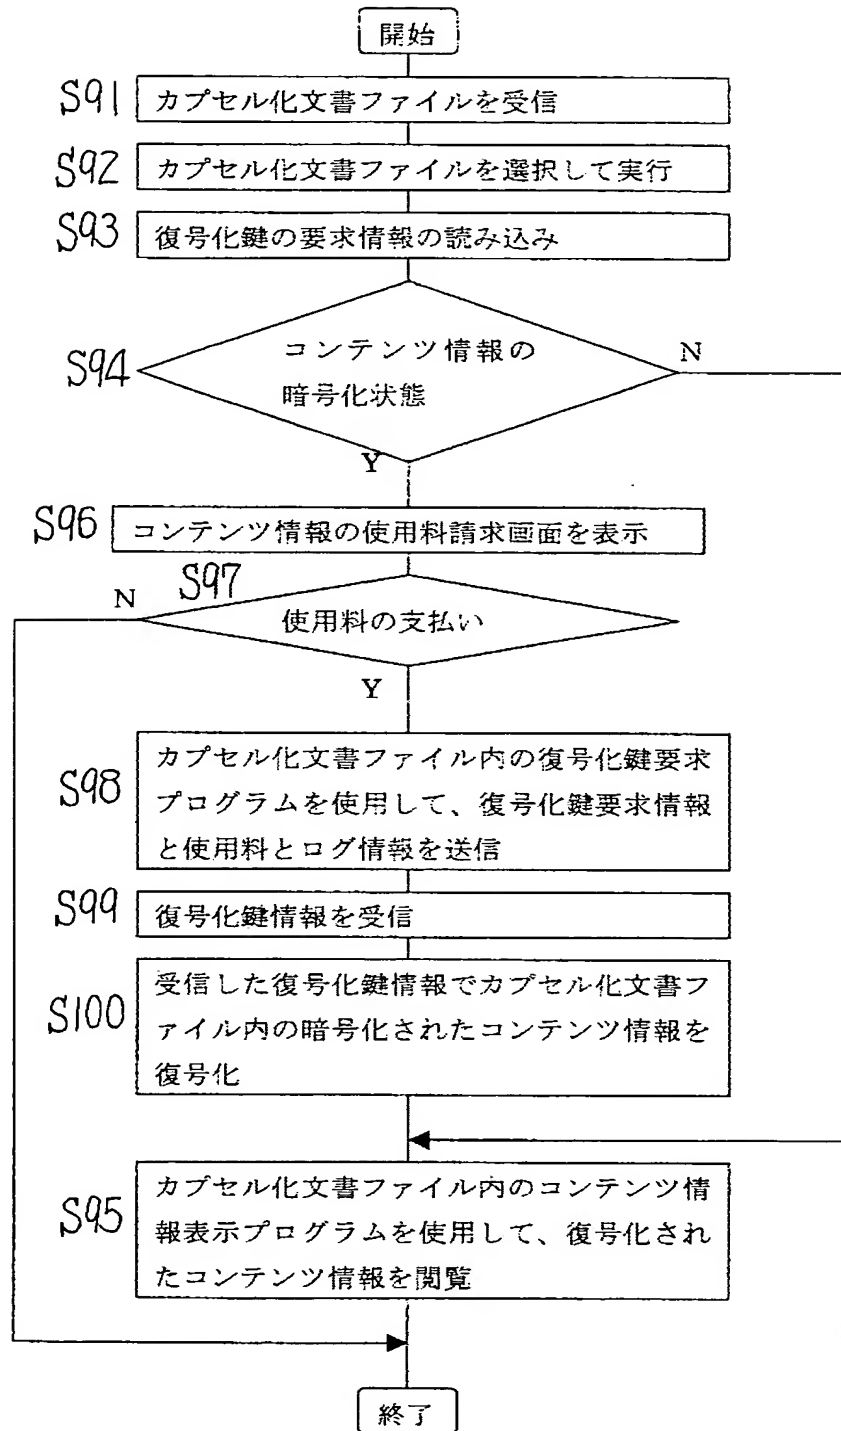 開始
S91
カプセル化文書ファイルを受信
S92
カプセル化文書ファイルを選択して実行
S93
復号化鍵の要求情報の読み込み
S94
コンテンツ情報の
暗号化状態
N
Y
S96
コンテンツ情報の使用料請求画面を表示
S97
N
使用料の支払い
Y
S98
カプセル化文書ファイル内の復号化鍵要求
プログラムを使用して、復号化鍵要求情報
と使用料とログ情報を送信
S99
復号化鍵情報を受信
S100
受信した復号化鍵情報でカプセル化文書フ
ァイル内の暗号化されたコンテンツ情報を
復号化
S95
カプセル化文書ファイル内のコンテンツ情
報表示プログラムを使用して、復号化され
たコンテンツ情報を閲覧
終了